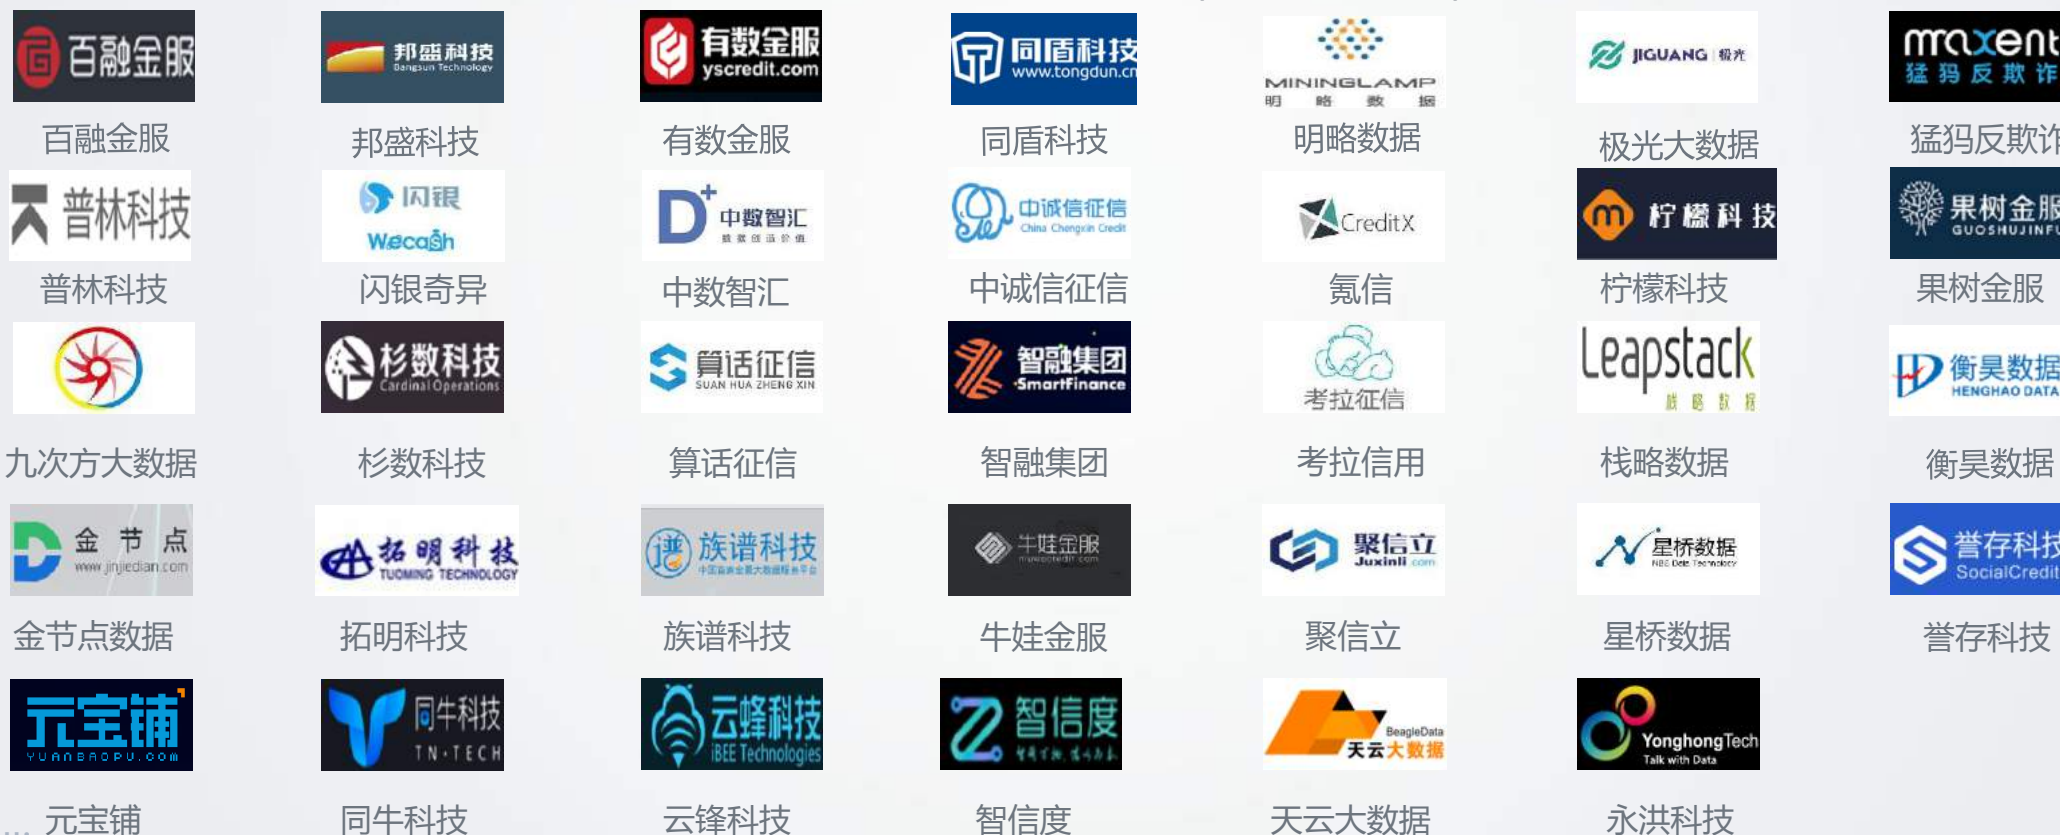 百融金服
邦盛科技
Bangsun Technology
有数金服
yscredit.com
同盾科技
www.tongdun.cn
MININGLAMP
明略数据
JIGUANG 极光
maxent
猛犸反欺诈
百融金服
邦盛科技
有数金服
同盾科技
明略数据
极光大数据
猛犸反欺诈
普林科技
闪银
Wecash
D+
中数智汇
数据创造价值
中诚信征信
China Chengxin Credit
CreditX
柠檬科技
果树金服
GUOSHUJINFU
普林科技
闪银奇异
中数智汇
中诚信征信
氪信
柠檬科技
果树金服
杉数科技
Cardinal Operations
算话征信
SUAN HUA ZHENG XIN
智融集团
SmartFinance
考拉征信
Leapstack
栈略数据
衡昊数据
HENGHAO DATA
九次方大数据
杉数科技
算话征信
智融集团
考拉信用
栈略数据
衡昊数据
金节点
www.jinjiedian.com
拓明科技
TUOMING TECHNOLOGY
谱
族谱科技
牛娃金服
聚信立
Juxinli.com
星桥数据
NBE Data Technology
誉存科技
SocialCredit
金节点数据
拓明科技
族谱科技
牛娃金服
聚信立
星桥数据
誉存科技
元宝铺
YUANBAOPU.COM
同牛科技
TN·TECH
云蜂科技
iBEE Technologies
智信度
BeagleData
天云大数据
YonghongTech
Talk with Data
... 元宝铺
同牛科技
云锋科技
智信度
天云大数据
永洪科技